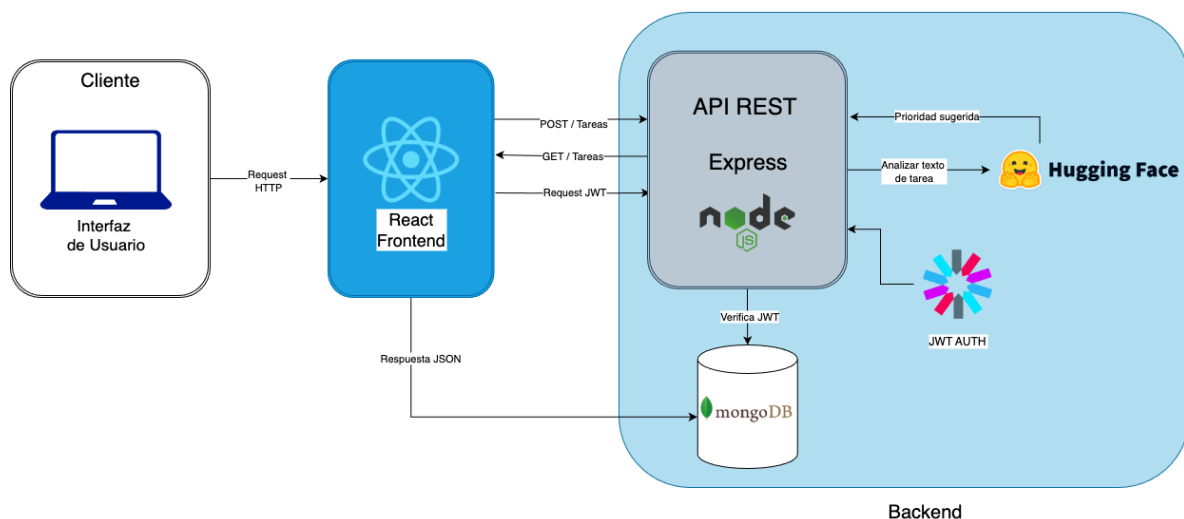 Cliente
Interfaz
de Usuario
Request
HTTP
React
Frontend
POST / Tareas
GET / Tareas
Request JWT
Respuesta JSON
API REST
Express
node
JS
Verifica JWT
mongoDB
Prioridad sugerida
Analizar texto
de tarea
Hugging Face
JWT AUTH
Backend